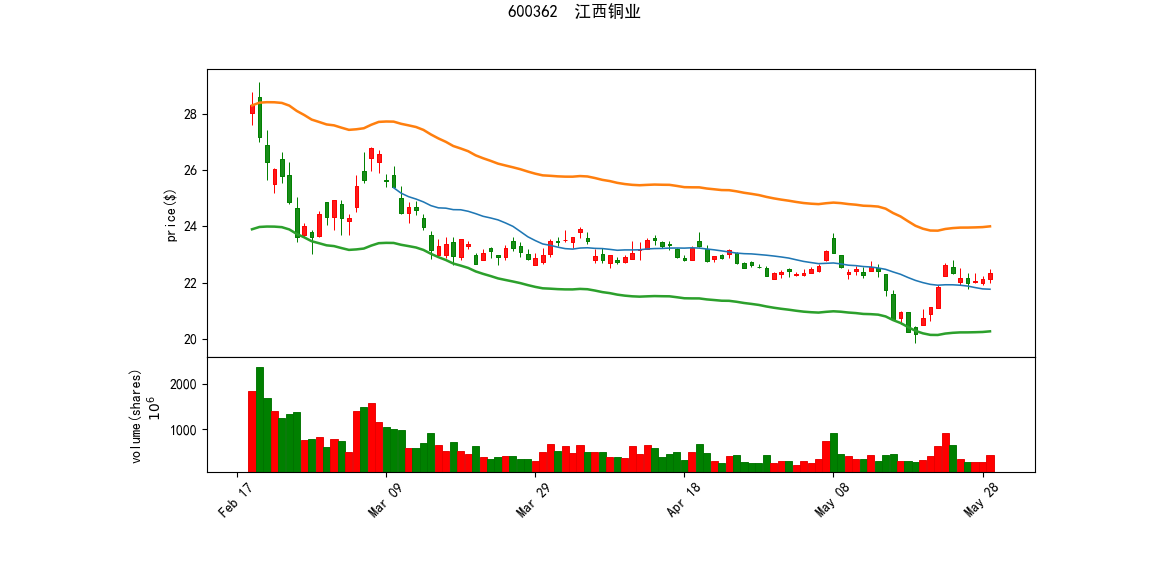 600362 江西铜业
price($)
28
26
24
22
20
volume(shares)
10^6
2000
1000
Feb 17
Mar 09
Mar 29
Apr 18
May 08
May 28